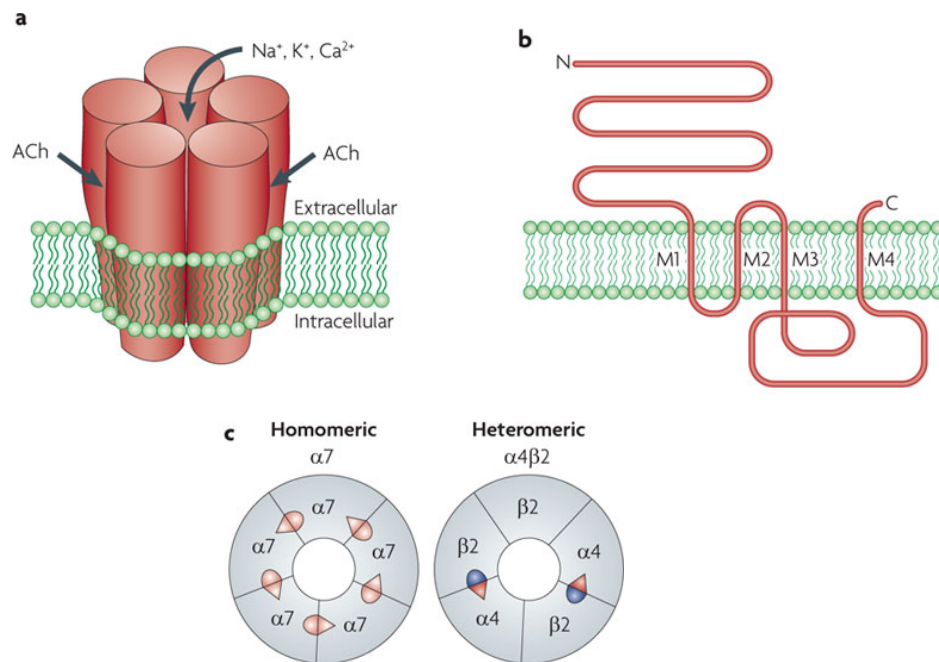 a
Na⁺, K⁺, Ca²⁺
ACh
ACh
Extracellular
Intracellular
b
N
C
M1
M2
M3
M4
c
Homomeric
α7
α7
α7
α7
α7
α7
Heteromeric
α4β2
β2
β2
α4
α4
β2